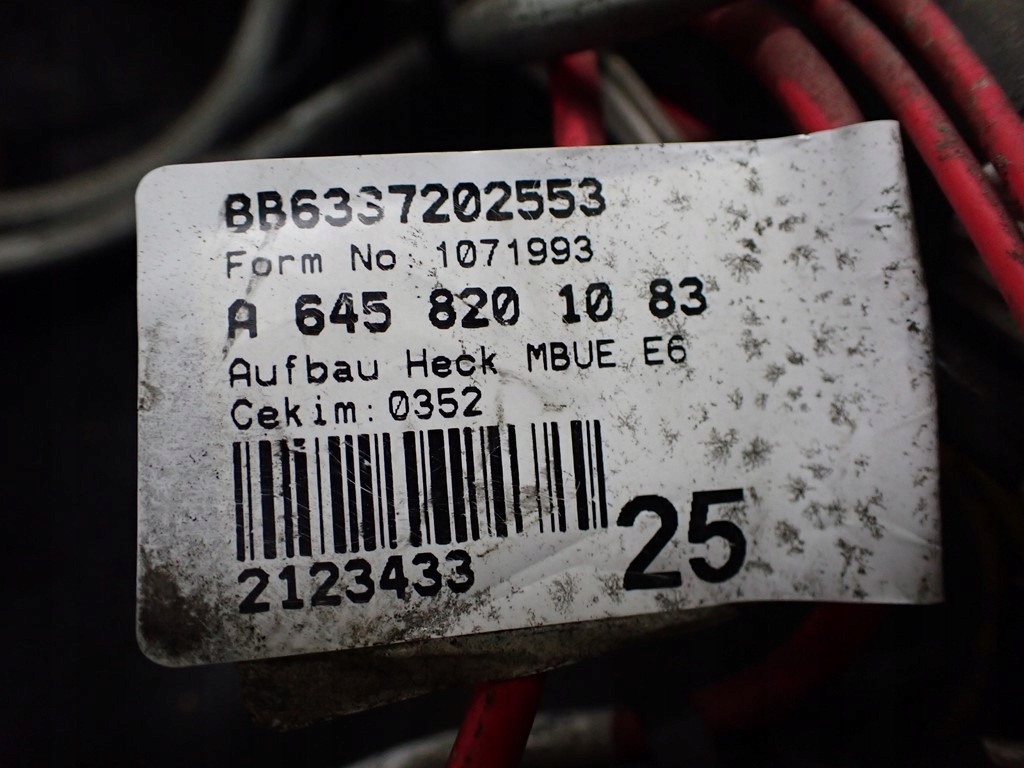 BB6337202553
Form No: 1071993
A 645 820 10 83
Aufbau Heck MBUE E6
Cekim: 0352
25
2123433